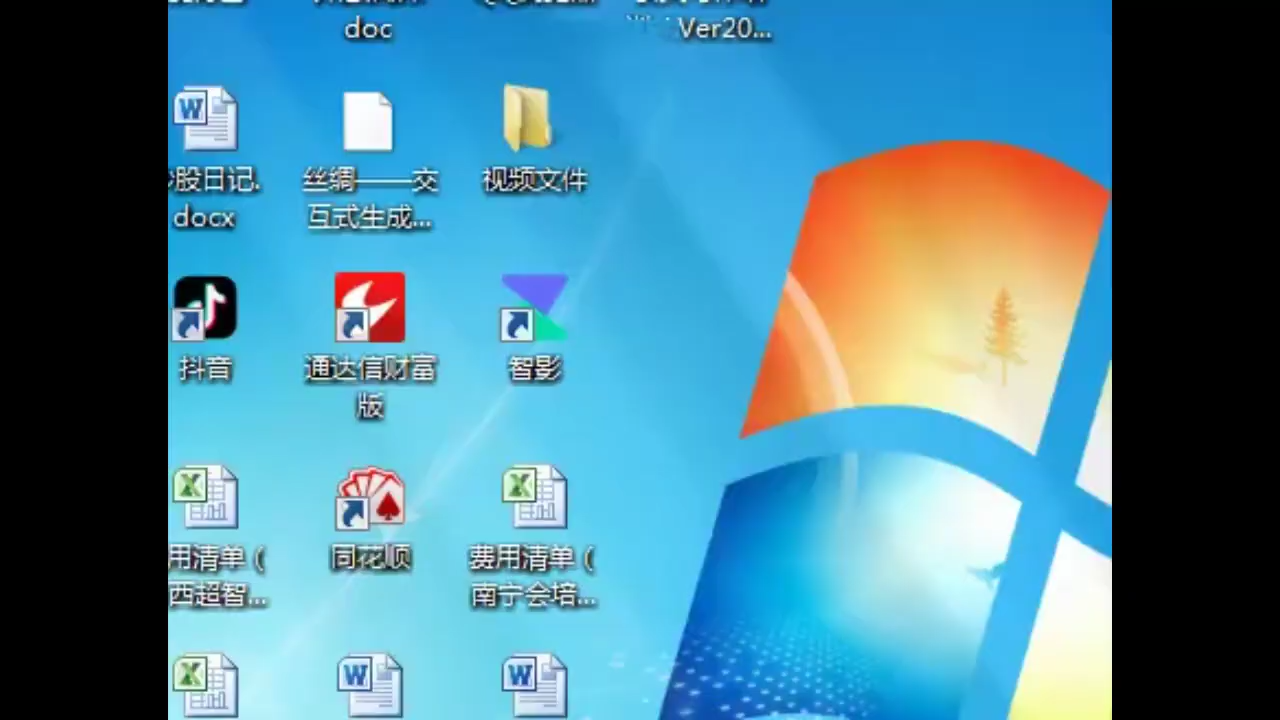 doc
Ver20...
股日记.
docx
丝绸——交
互式生成...
视频文件
抖音
通达信财富
版
智影
用清单（
西超智...
同花顺
费用清单（
南宁会培...